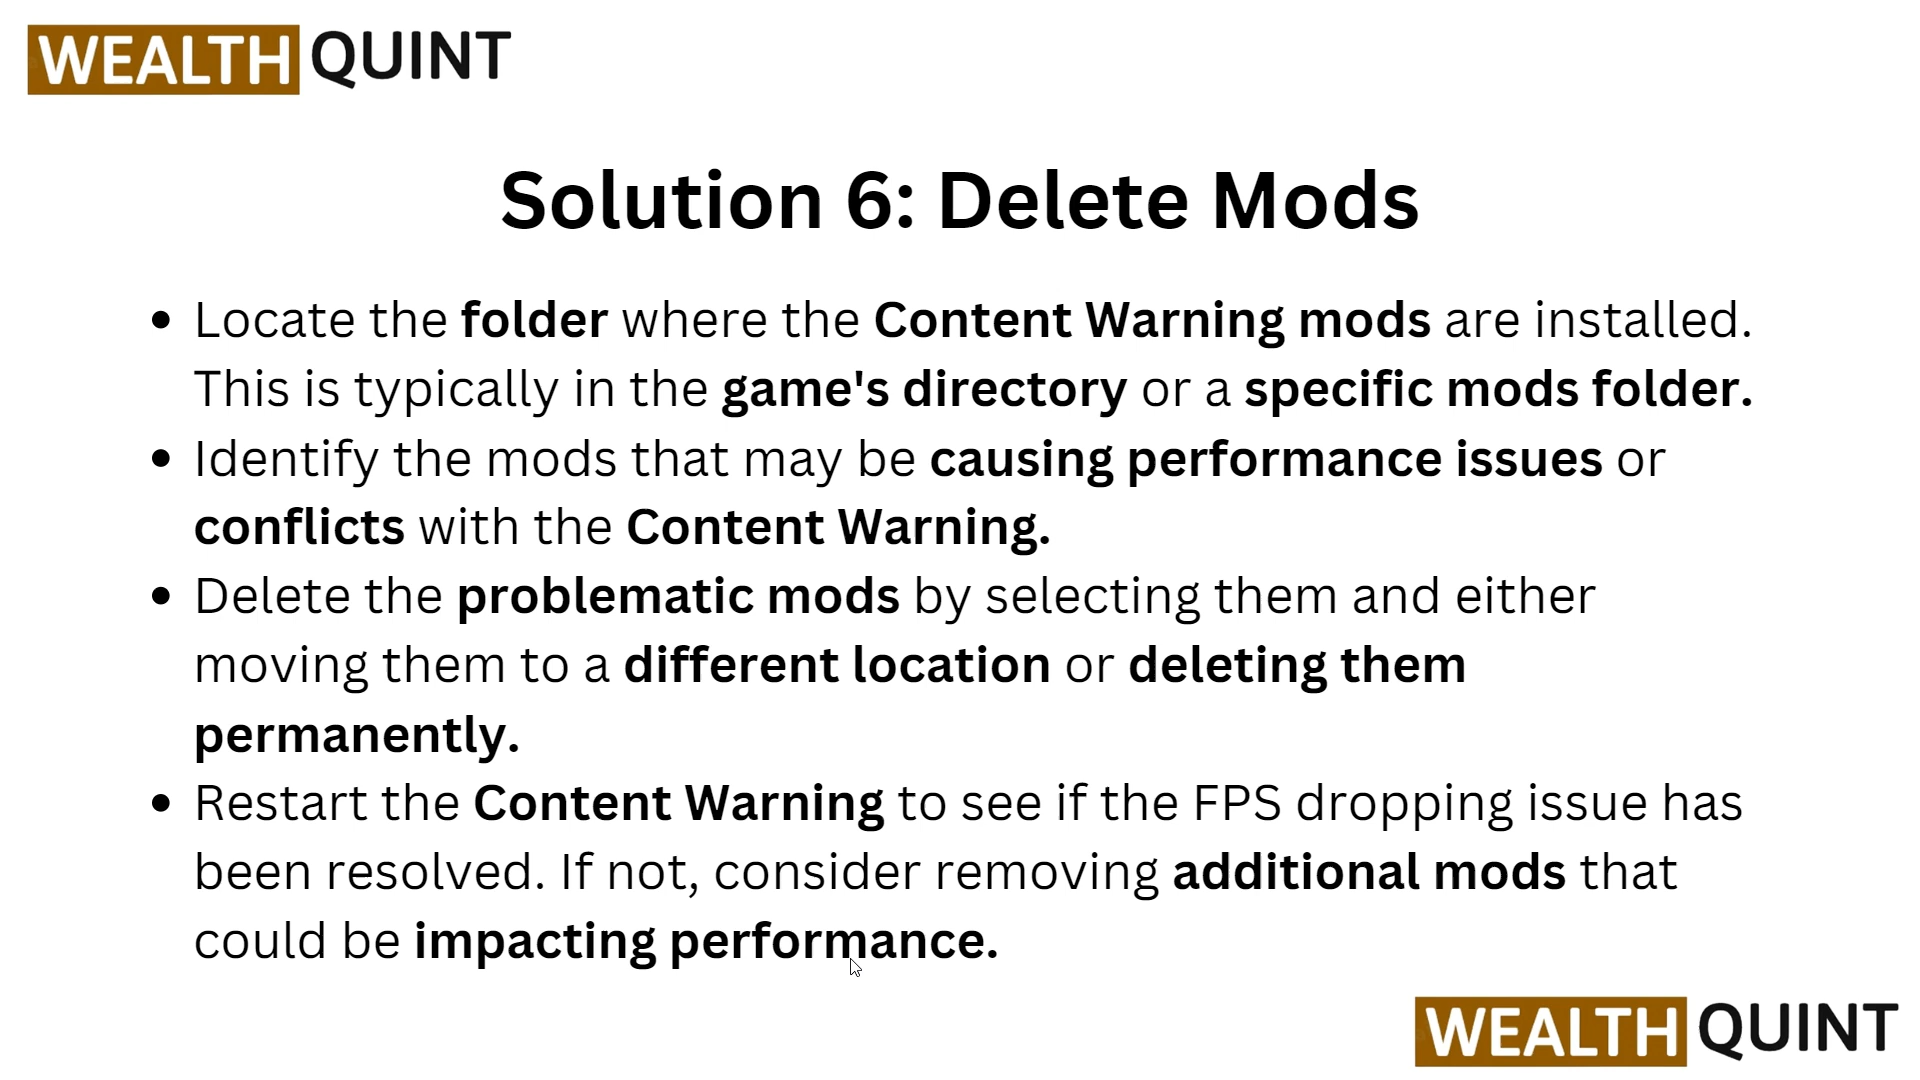 WEALTH QUINT
Solution 6: Delete Mods
• Locate the folder where the Content Warning mods are installed.
This is typically in the game's directory or a specific mods folder.
• Identify the mods that may be causing performance issues or
conflicts with the Content Warning.
• Delete the problematic mods by selecting them and either
moving them to a different location or deleting them
permanently.
• Restart the Content Warning to see if the FPS dropping issue has
been resolved. If not, consider removing additional mods that
could be impacting performance.
WEALTH QUINT